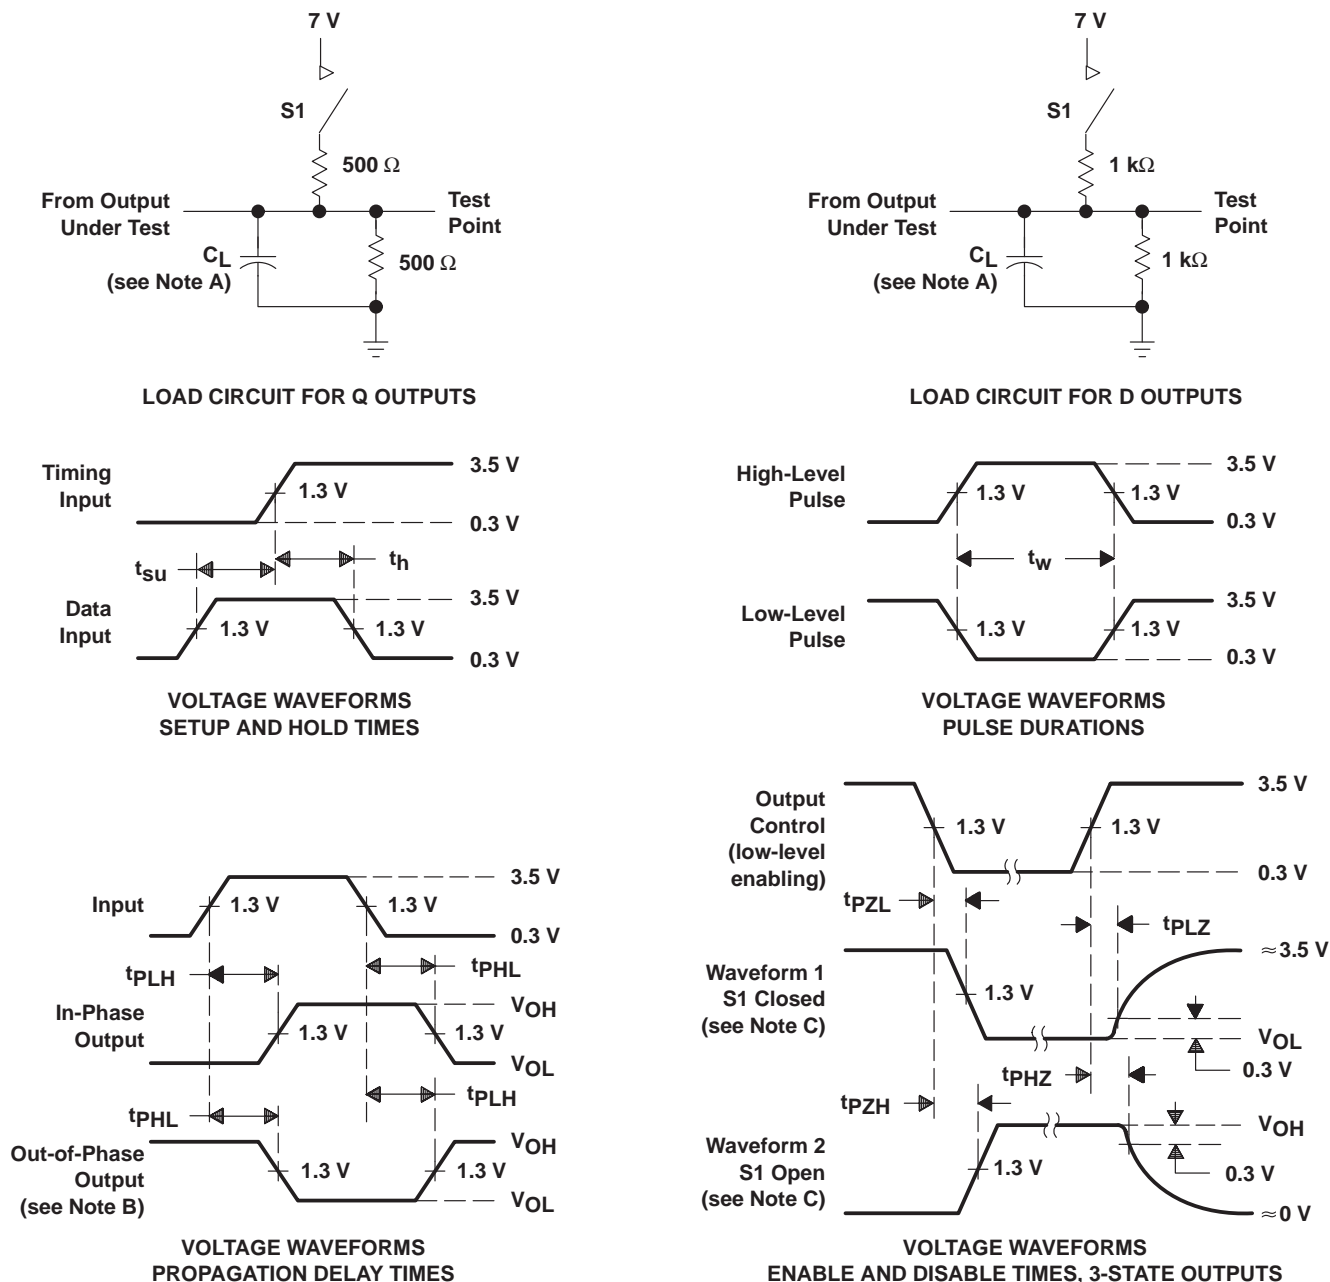 7 V
S1
500 Ω
From Output
Under Test
Test
Point
CL
(see Note A)
500 Ω
LOAD CIRCUIT FOR Q OUTPUTS
7 V
S1
1 kΩ
From Output
Under Test
Test
Point
CL
(see Note A)
1 kΩ
LOAD CIRCUIT FOR D OUTPUTS
Timing
Input
3.5 V
1.3 V
0.3 V
tsu
th
Data
Input
3.5 V
1.3 V
1.3 V
0.3 V
VOLTAGE WAVEFORMS
SETUP AND HOLD TIMES
High-Level
Pulse
3.5 V
1.3 V
1.3 V
0.3 V
tw
Low-Level
Pulse
3.5 V
1.3 V
1.3 V
0.3 V
VOLTAGE WAVEFORMS
PULSE DURATIONS
Input
3.5 V
1.3 V
1.3 V
0.3 V
tPLH
tPHL
In-Phase
Output
VOH
1.3 V
1.3 V
VOL
tPHL
tPLH
Out-of-Phase
Output
(see Note B)
VOH
1.3 V
1.3 V
VOL
VOLTAGE WAVEFORMS
PROPAGATION DELAY TIMES
Output
Control
(low-level
enabling)
3.5 V
1.3 V
1.3 V
0.3 V
tPZL
tPLZ
Waveform 1
S1 Closed
(see Note C)
≈3.5 V
1.3 V
VOL
0.3 V
tPHZ
tPZH
Waveform 2
S1 Open
(see Note C)
VOH
1.3 V
0.3 V
≈0 V
VOLTAGE WAVEFORMS
ENABLE AND DISABLE TIMES, 3-STATE OUTPUTS